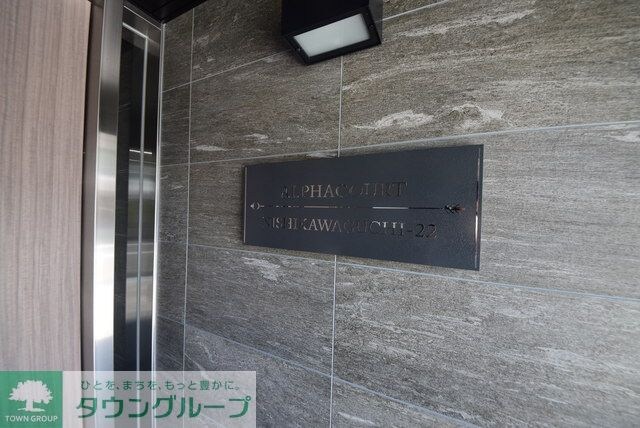 ALPHACOURT
NISHIKAWAGUCHI-22
ひとを、まちを、もっと豊かに。
タウングループ
TOWN GROUP